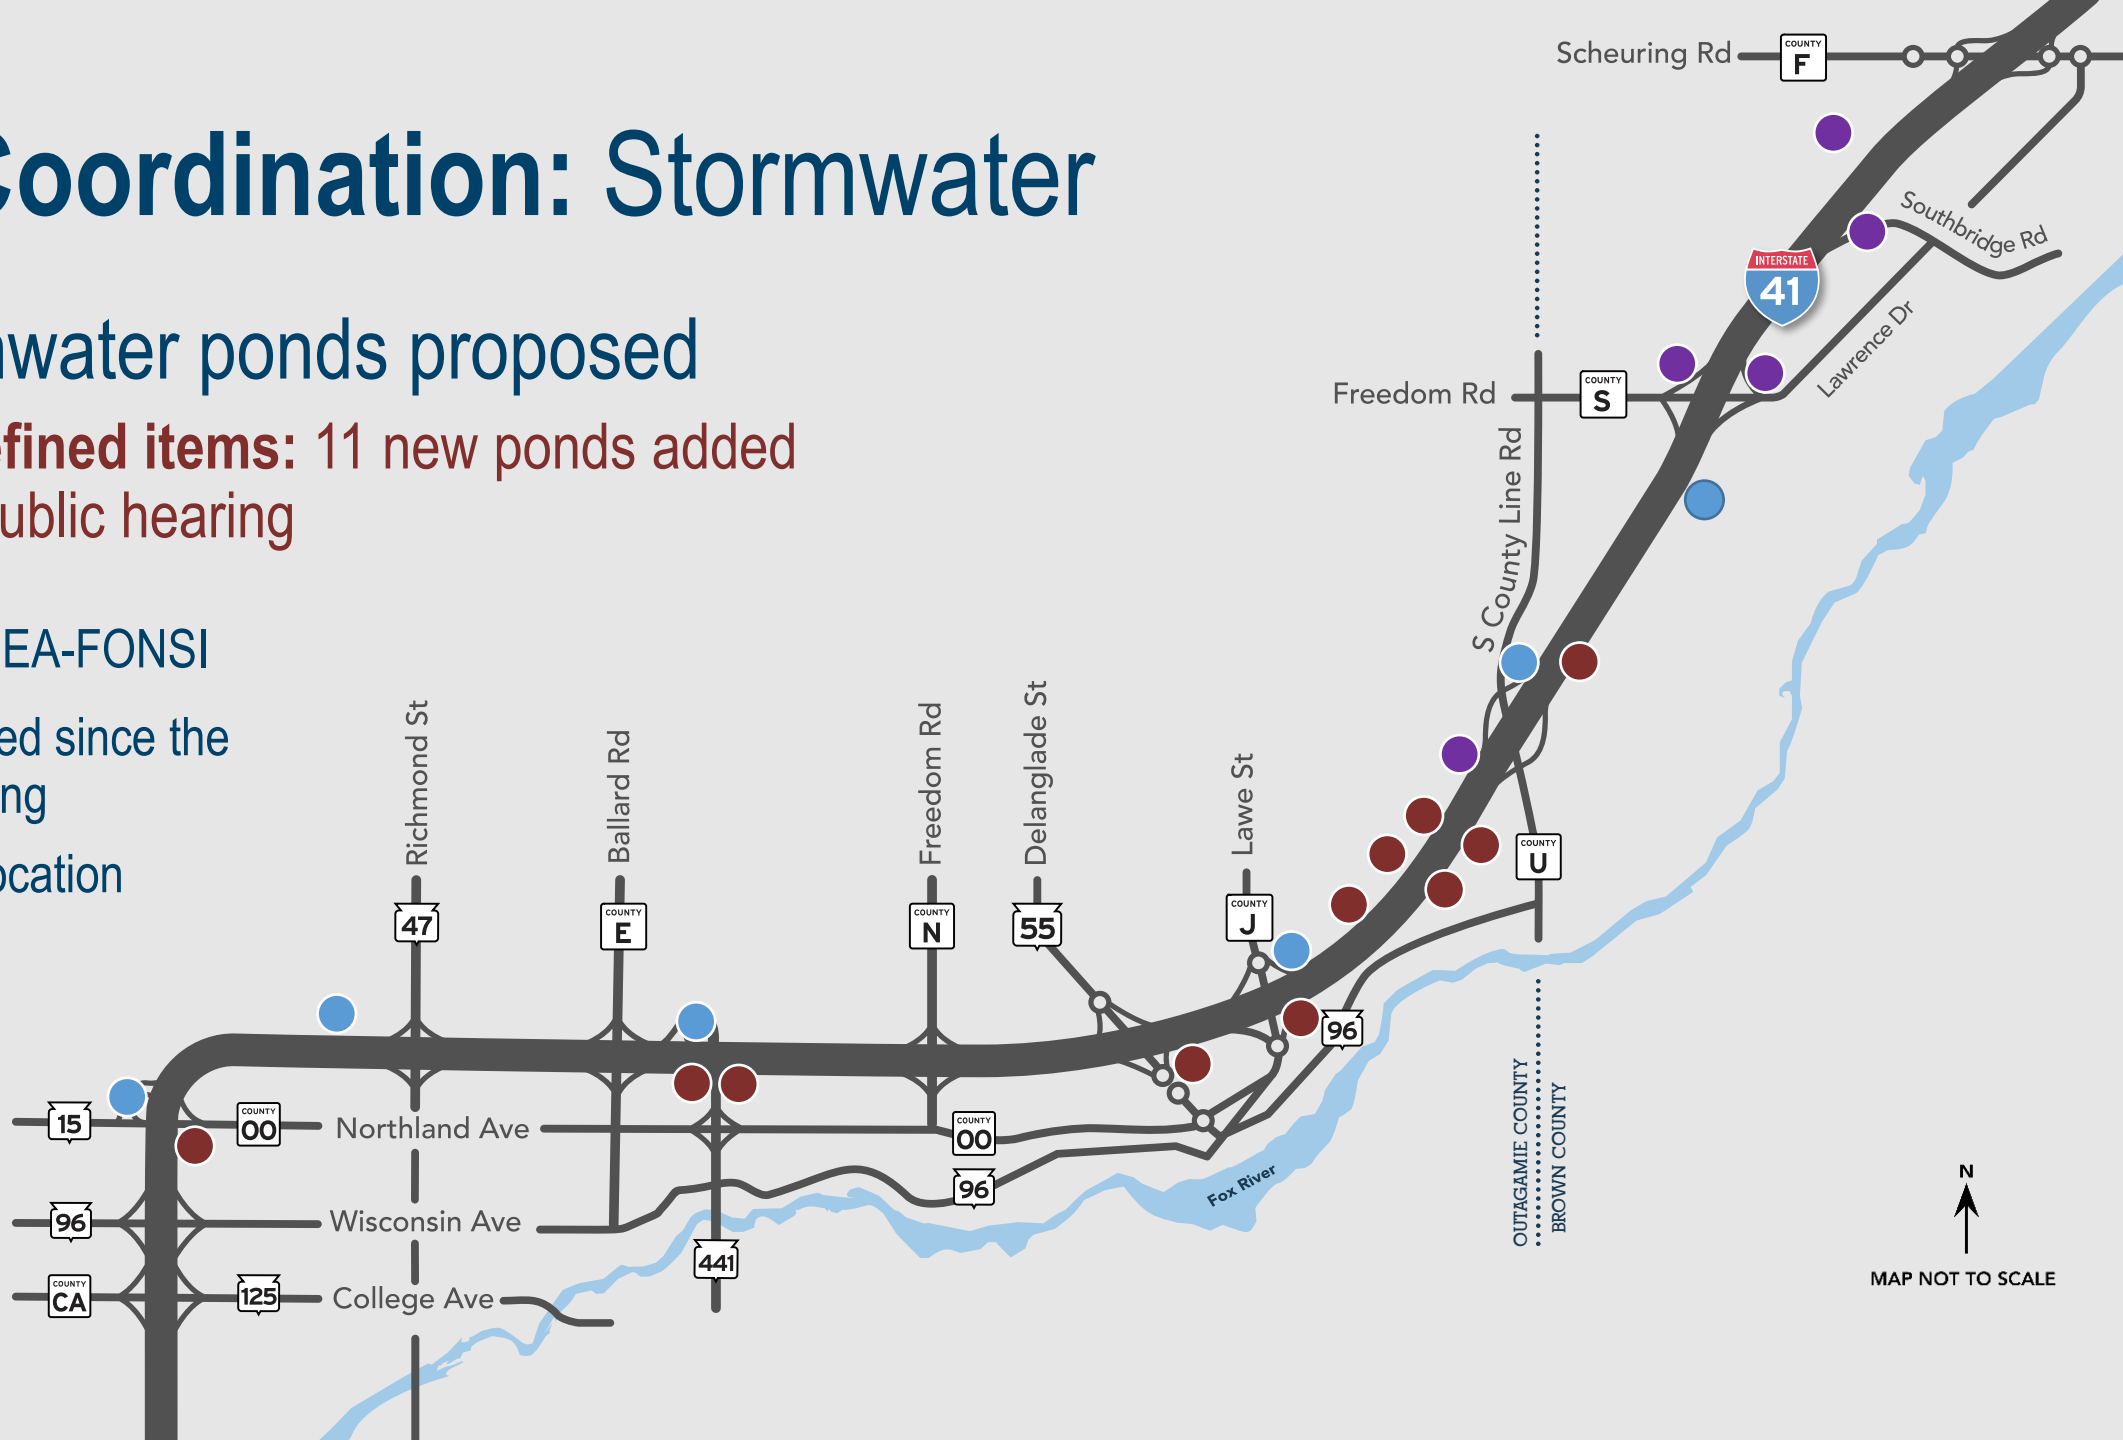 Coordination: Stormwater
water ponds proposed
fined items: 11 new ponds added
ublic hearing
EA-FONSI
ed since the
ng
ocation
Scheuring Rd
COUNTY
F
Southbridge Rd
INTERSTATE
41
Lawrence Dr
Freedom Rd
COUNTY
S
S County Line Rd
Richmond St
Ballard Rd
Freedom Rd
Delanglade St
Lawe St
COUNTY
U
47
COUNTY
E
COUNTY
N
55
COUNTY
J
96
15
COUNTY
OO
Northland Ave
COUNTY
OO
96
Fox River
OUTAGAMIE COUNTY
BROWN COUNTY
96
Wisconsin Ave
441
COUNTY
CA
125
College Ave
N
MAP NOT TO SCALE